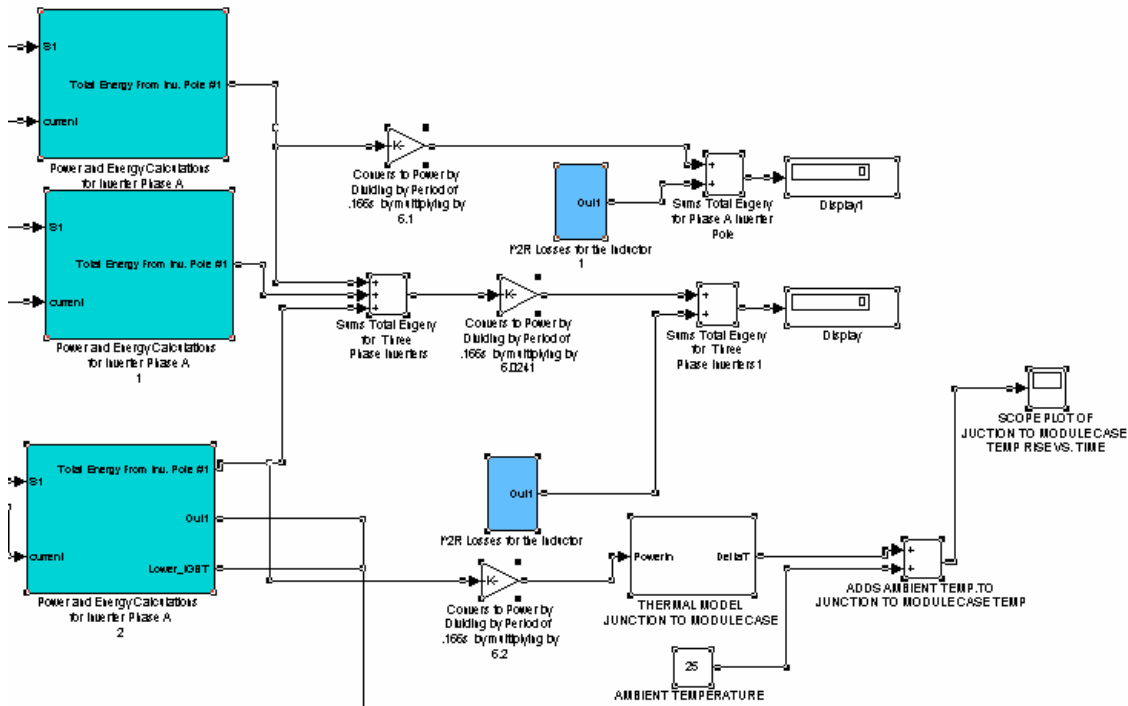 S1
Total Energy From Inv. Pole #1
current
Power and Energy Calculations
for Inverter Phase A
K-
Convers to Power by
Dividing by Period of
.166s by multiplying by
6.1
Out1
I^2R Losses for the Inductor
1
+
+
Sums Total Engery
for Phase A Inverter
Pole
0
Display1
S1
Total Energy From Inv. Pole #1
current
Power and Energy Calculations
for Inverter Phase A
1
+
+
+
Sums Total Engery
for Three
Phase Inverters
K-
Convers to Power by
Dividing by Period of
.166s by multiplying by
6.0241
+
+
Sums Total Engery
for Three
Phase Inverters1
0
Display
SCOPE PLOT OF
JUCTION TO MODULE CASE
TEMP RISE VS. TIME
S1
Total Energy From Inv. Pole #1
Out1
current
Lower_IGBT
Power and Energy Calculations
for Inverter Phase A
2
Out1
I^2R Losses for the Inductor
K-
Convers to Power by
Dividing by Period of
.166s by multiplying by
6.2
PowerIn
DeltaT
THERMAL MODEL
JUNCTION TO MODULE CASE
+
+
ADDS AMBIENT TEMP. TO
JUNCTION TO MODULE CASE TEMP
25
AMBIENT TEMPERATURE